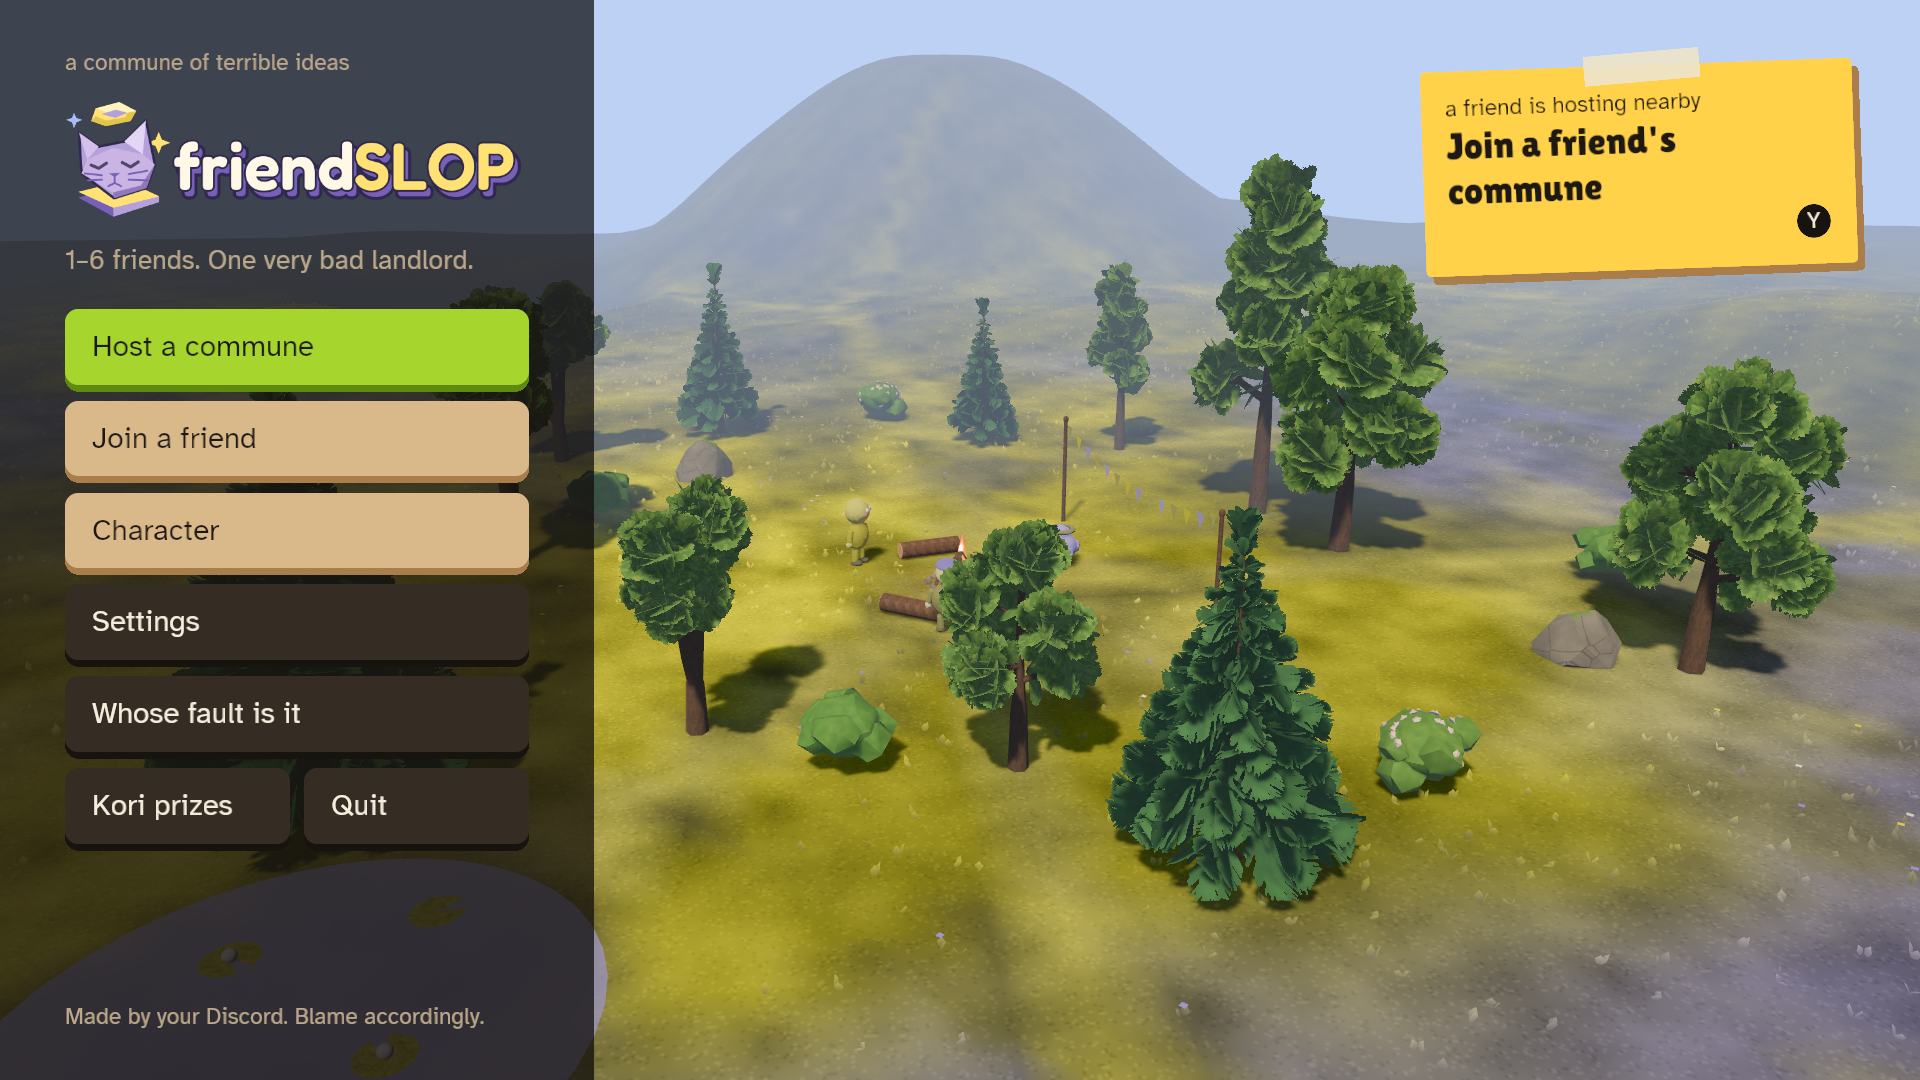 a commune of terrible ideas
friendSLOP
1–6 friends. One very bad landlord.
Host a commune
Join a friend
Character
Settings
Whose fault is it
Kori prizes
Quit
Made by your Discord. Blame accordingly.
a friend is hosting nearby
Join a friend's
commune
Y